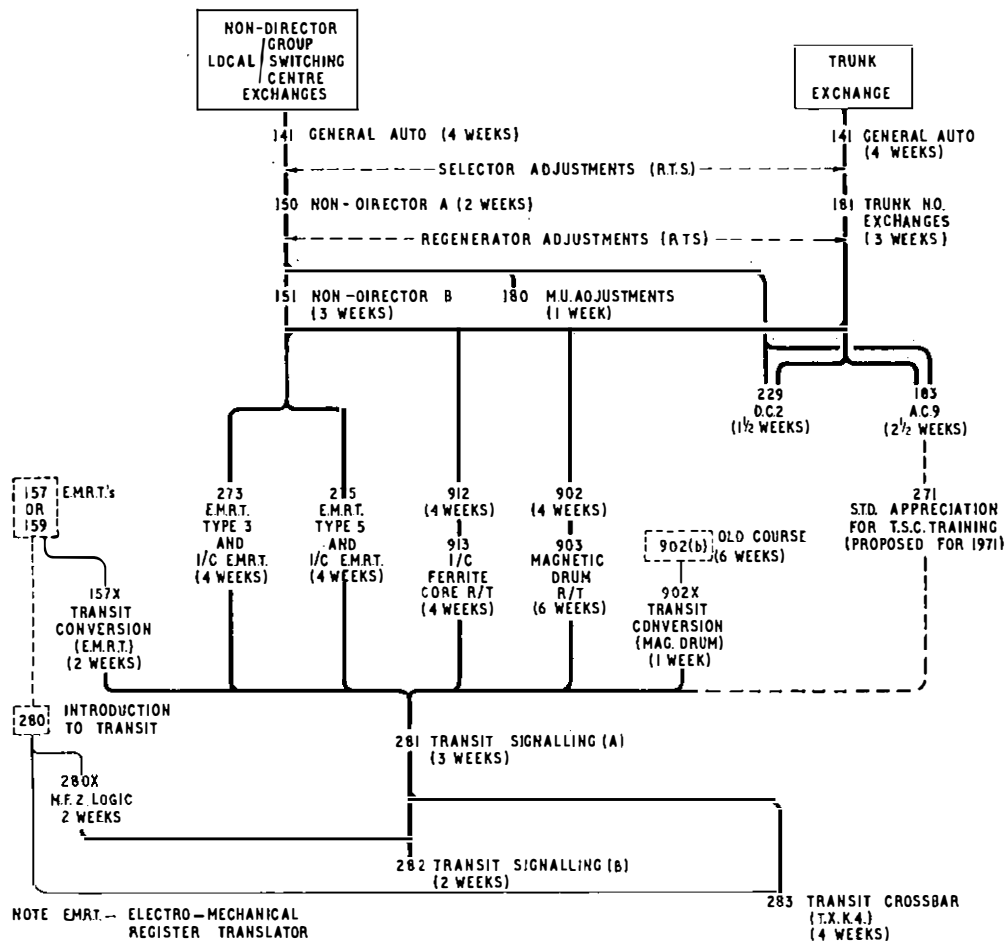 NON-DIRECTOR
GROUP
LOCAL / SWITCHING
CENTRE
EXCHANGES
TRUNK
EXCHANGE
141 GENERAL AUTO (4 WEEKS)
141 GENERAL AUTO
(4 WEEKS)
SELECTOR ADJUSTMENTS (R.T.S.)
150 NON-DIRECTOR A (2 WEEKS)
181 TRUNK N.O.
EXCHANGES
(3 WEEKS)
REGENERATOR ADJUSTMENTS (RTS)
151 NON-DIRECTOR B
(3 WEEKS)
180 M.U. ADJUSTMENTS
(1 WEEK)
229
D.C.2
(1½ WEEKS)
183
A.C.9
(2½ WEEKS)
157
OR
159
E.M.R.T.'s
273
E.M.R.T.
TYPE 3
AND
I/C E.M.R.T.
(4 WEEKS)
275
E.M.R.T.
TYPE 5
AND
I/C E.M.R.T.
(4 WEEKS)
912
(4 WEEKS)
913
I/C
FERRITE
CORE R/T
(4 WEEKS)
902
(4 WEEKS)
903
MAGNETIC
DRUM
R/T
(6 WEEKS)
902(b) OLD COURSE
(6 WEEKS)
271
S.T.D. APPRECIATION
FOR T.S.C. TRAINING
(PROPOSED FOR 1971)
157X
TRANSIT
CONVERSION
(E.M.R.T.)
(2 WEEKS)
902X
TRANSIT
CONVERSION
(MAG. DRUM)
(1 WEEK)
280 INTRODUCTION
TO TRANSIT
281 TRANSIT SIGNALLING (A)
(3 WEEKS)
280X
M.F.2 LOGIC
2 WEEKS
282 TRANSIT SIGNALLING (B)
(2 WEEKS)
283 TRANSIT CROSSBAR
(T.X.K.4.)
(4 WEEKS)
NOTE E.M.R.T. - ELECTRO-MECHANICAL
REGISTER TRANSLATOR